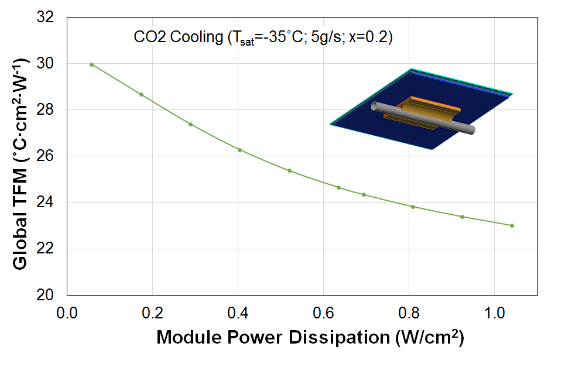 32
CO2 Cooling (Tsat=-35˚C; 5g/s; x=0.2)
30
28
26
24
22
20
Global TFM (˚C·cm²·W⁻¹)
0.0 0.2 0.4 0.6 0.8 1.0
Module Power Dissipation (W/cm²)